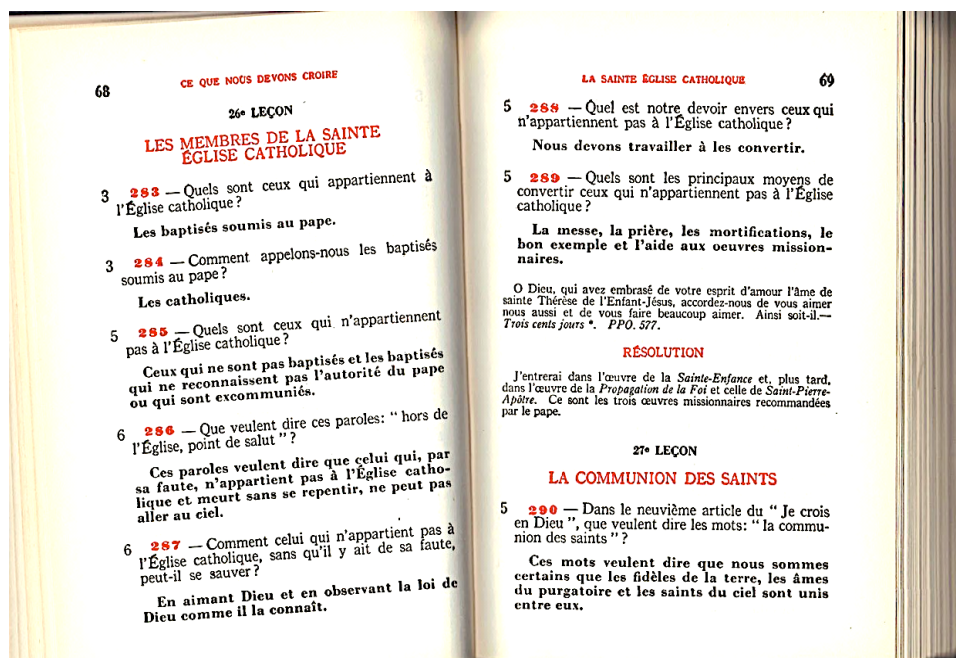 68
CE QUE NOUS DEVONS CROIRE
26e LEÇON
LES MEMBRES DE LA SAINTE
ÉGLISE CATHOLIQUE
3 283 — Quels sont ceux qui appartiennent à
l'Église catholique ?
Les baptisés soumis au pape.
3 284 — Comment appelons-nous les baptisés
soumis au pape ?
Les catholiques.
5 285 — Quels sont ceux qui n'appartiennent
pas à l'Église catholique ?
Ceux qui ne sont pas baptisés et les baptisés
qui ne reconnaissent pas l'autorité du pape
ou qui sont excommuniés.
6 286 — Que veulent dire ces paroles: " hors de
l'Église, point de salut " ?
Ces paroles veulent dire que celui qui, par
sa faute, n'appartient pas à l'Église catho-
lique et meurt sans se repentir, ne peut pas
aller au ciel.
6 287 — Comment celui qui n'appartient pas à
l'Église catholique, sans qu'il y ait de sa faute,
peut-il se sauver ?
En aimant Dieu et en observant la loi de
Dieu comme il la connaît.
LA SAINTE ÉGLISE CATHOLIQUE
69
5 288 — Quel est notre devoir envers ceux qui
n'appartiennent pas à l'Église catholique ?
Nous devons travailler à les convertir.
5 289 — Quels sont les principaux moyens de
convertir ceux qui n'appartiennent pas à l'Église
catholique ?
La messe, la prière, les mortifications, le
bon exemple et l'aide aux oeuvres mission-
naires.
O Dieu, qui avez embrasé de votre esprit d'amour l'âme de
sainte Thérèse de l'Enfant-Jésus, accordez-nous de vous aimer
nous aussi et de vous faire beaucoup aimer. Ainsi soit-il.—
Trois cents jours *. PPO. 577.
RÉSOLUTION
J'entrerai dans l'œuvre de la Sainte-Enfance et, plus tard,
dans l'œuvre de la Propagation de la Foi et celle de Saint-Pierre-
Apôtre. Ce sont les trois œuvres missionnaires recommandées
par le pape.
27e LEÇON
LA COMMUNION DES SAINTS
5 290 — Dans le neuvième article du " Je crois
en Dieu ", que veulent dire les mots: " la commu-
nion des saints " ?
Ces mots veulent dire que nous sommes
certains que les fidèles de la terre, les âmes
du purgatoire et les saints du ciel sont unis
entre eux.